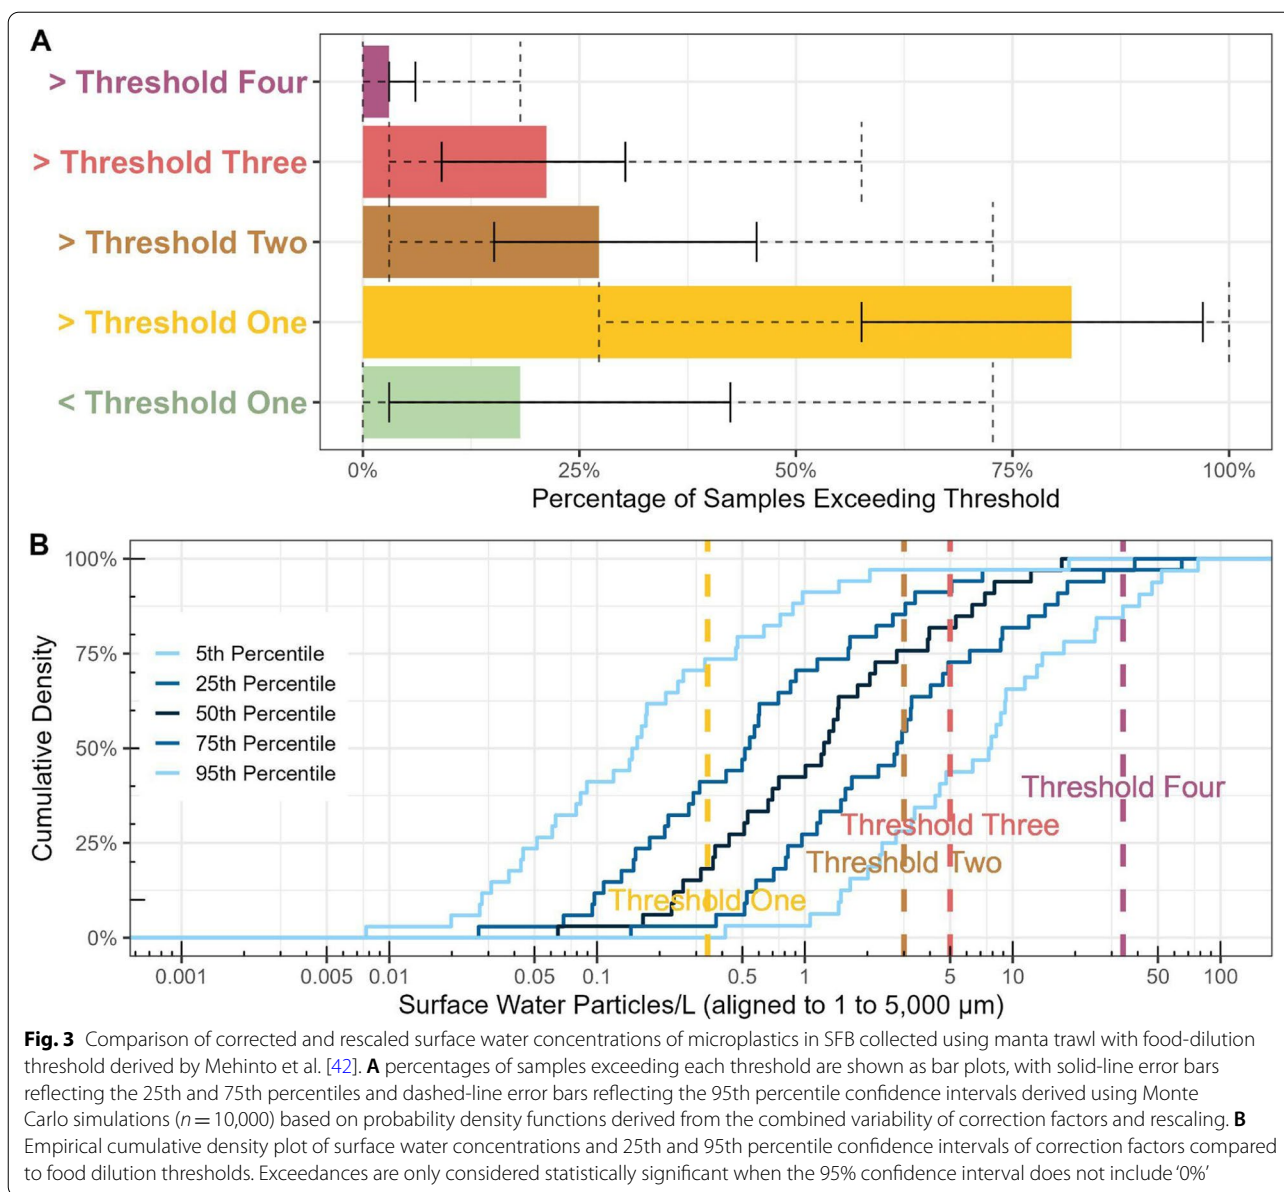 A
> Threshold Four
> Threshold Three
> Threshold Two
> Threshold One
< Threshold One
0% 25% 50% 75% 100%
Percentage of Samples Exceeding Threshold
B
100%
75%
50%
25%
0%
Cumulative Density
5th Percentile
25th Percentile
50th Percentile
75th Percentile
95th Percentile
Threshold Four
Threshold Three
Threshold Two
Threshold One
0.001 0.005 0.01 0.05 0.1 0.5 1 5 10 50 100
Surface Water Particles/L (aligned to 1 to 5,000 µm)
Fig. 3 Comparison of corrected and rescaled surface water concentrations of microplastics in SFB collected using manta trawl with food-dilution
threshold derived by Mehinto et al. [42]. A percentages of samples exceeding each threshold are shown as bar plots, with solid-line error bars
reflecting the 25th and 75th percentiles and dashed-line error bars reflecting the 95th percentile confidence intervals derived using Monte
Carlo simulations (n = 10,000) based on probability density functions derived from the combined variability of correction factors and rescaling. B
Empirical cumulative density plot of surface water concentrations and 25th and 95th percentile confidence intervals of correction factors compared
to food dilution thresholds. Exceedances are only considered statistically significant when the 95% confidence interval does not include ‘0%’